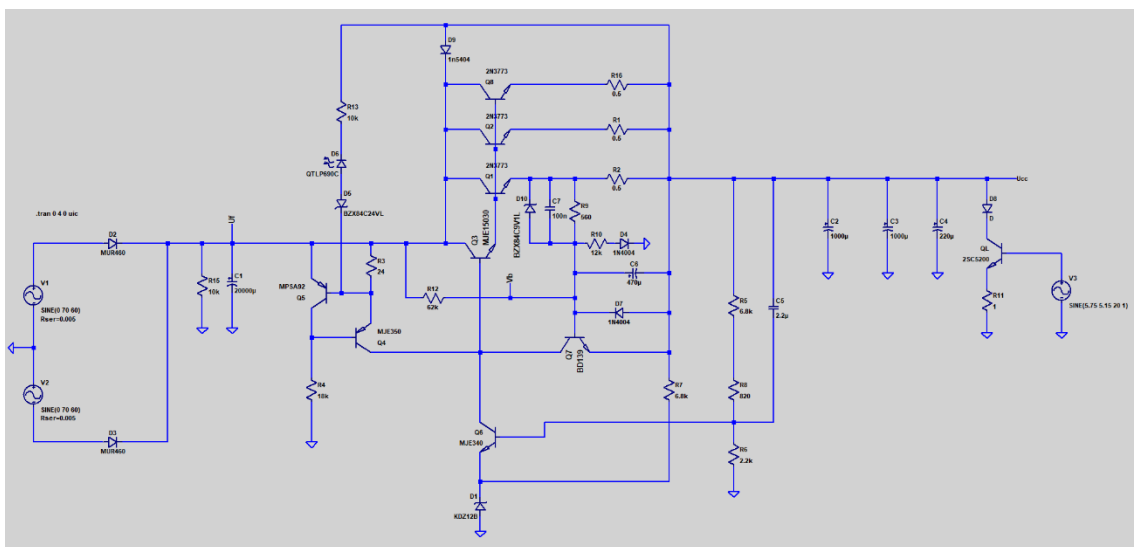 D9
1n5404
2N3773
Q8
R16
0.5
R13
10k
2N3773
Q2
R1
0.5
D6
QTLP690C
2N3773
Q1
R2
0.5
D5
BZX84C24VL
D10
BZX84C9V1L
C7
100n
R9
560
Ucc
.tran 0 4 0 uic
Uf
Q3
MJE15030
R10
12k
D4
1N4004
D8
D
C2
1000µ
C3
1000µ
C4
220µ
D2
MUR460
R3
24
QL
2SC5200
MPSA92
Q5
C6
470µ
R15
10k
C1
20000µ
R12
62k
Vb
V3
SINE(5.75 5.15 20 1)
V1
SINE(0 70 60)
Rser=0.005
D7
1N4004
R5
6.8k
C5
2.2µ
R11
1
MJE350
Q4
Q7
BD139
V2
SINE(0 70 60)
Rser=0.005
R4
18k
R7
6.8k
R8
820
D3
MUR460
Q6
MJE340
R6
2.2k
D1
KDZ12B